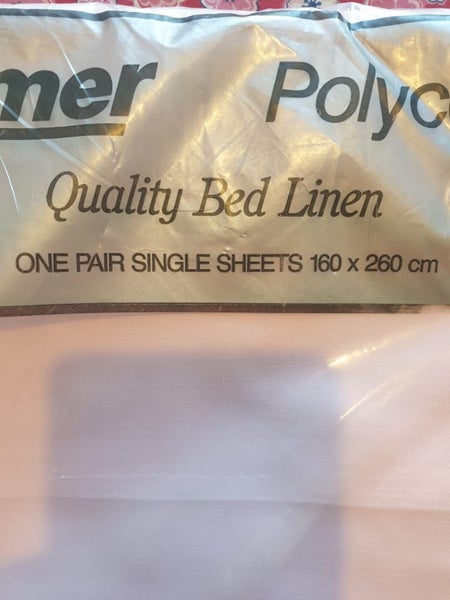 mer Polyc
Quality Bed Linen
ONE PAIR SINGLE SHEETS 160 x 260 cm